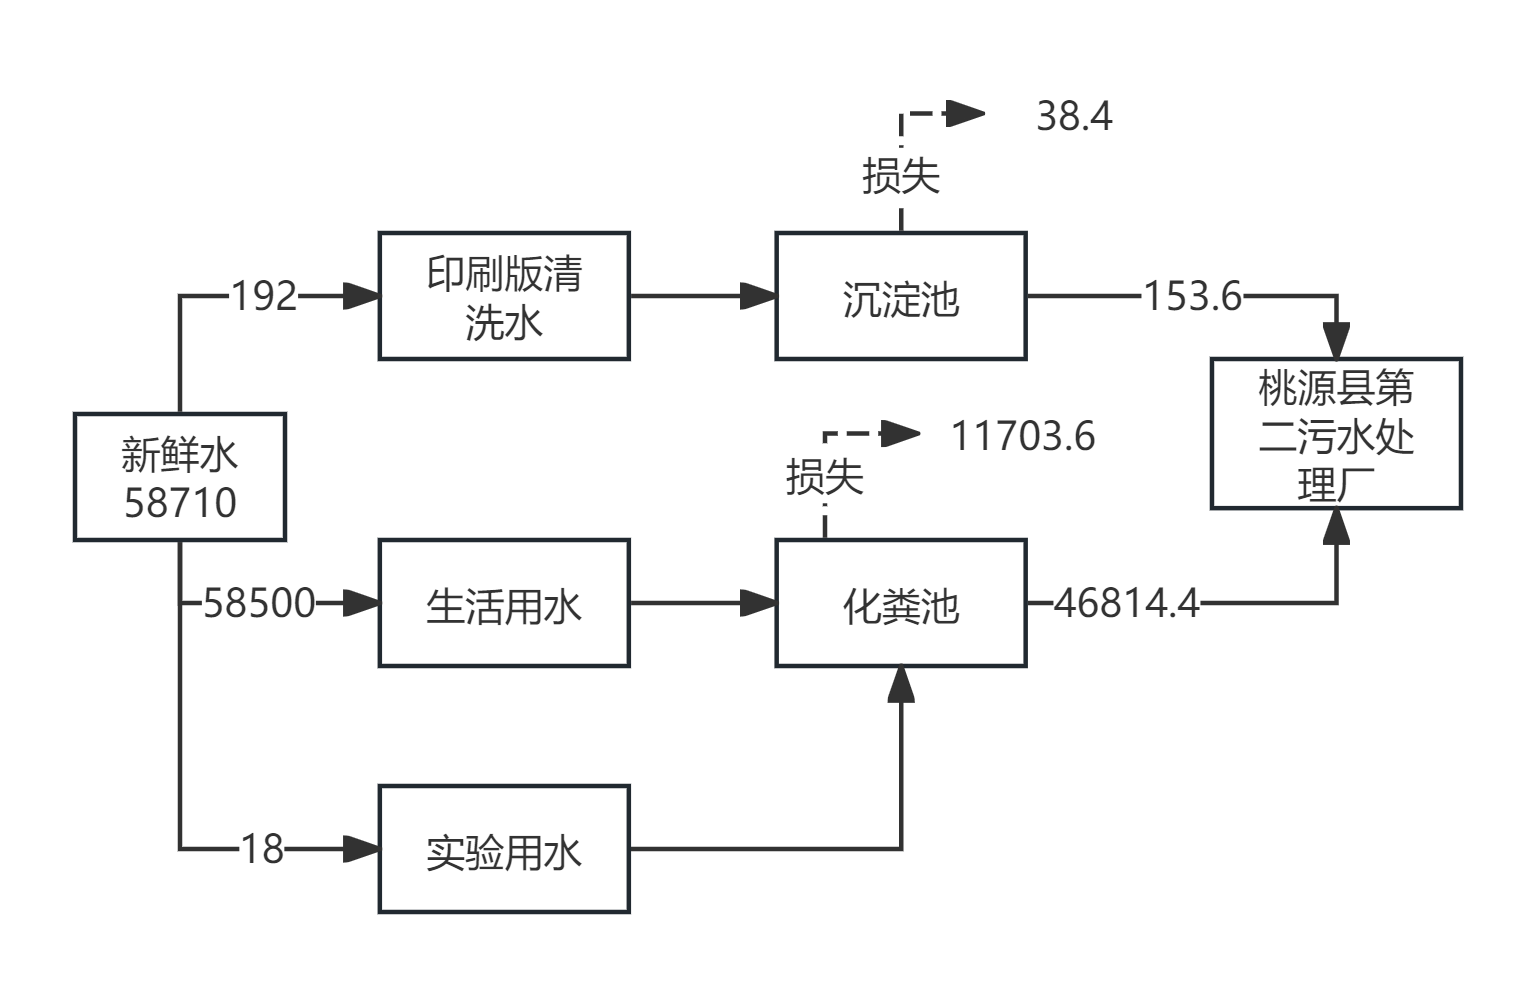 38.4
损失
192
印刷版清
洗水
沉淀池
153.6
新鲜水
58710
11703.6
损失
桃源县第
二污水处
理厂
58500
生活用水
化粪池
46814.4
18
实验用水